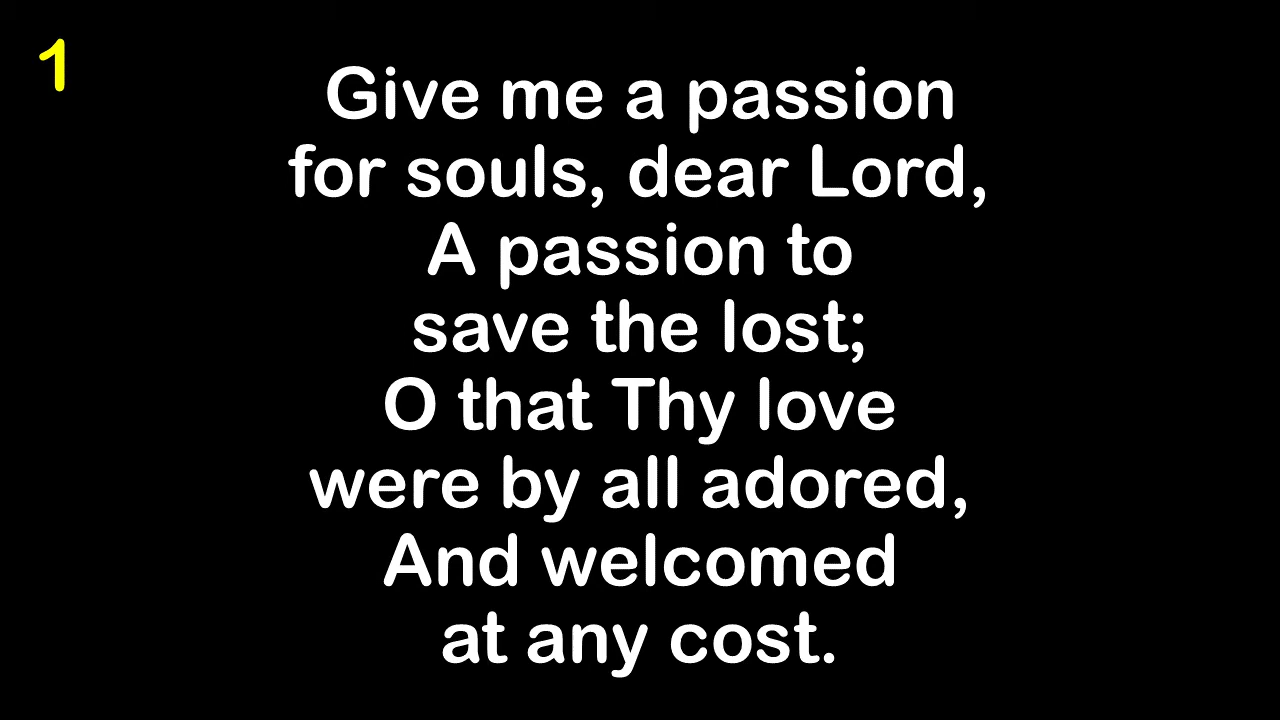 1
Give me a passion
for souls, dear Lord,
A passion to
save the lost;
O that Thy love
were by all adored,
And welcomed
at any cost.